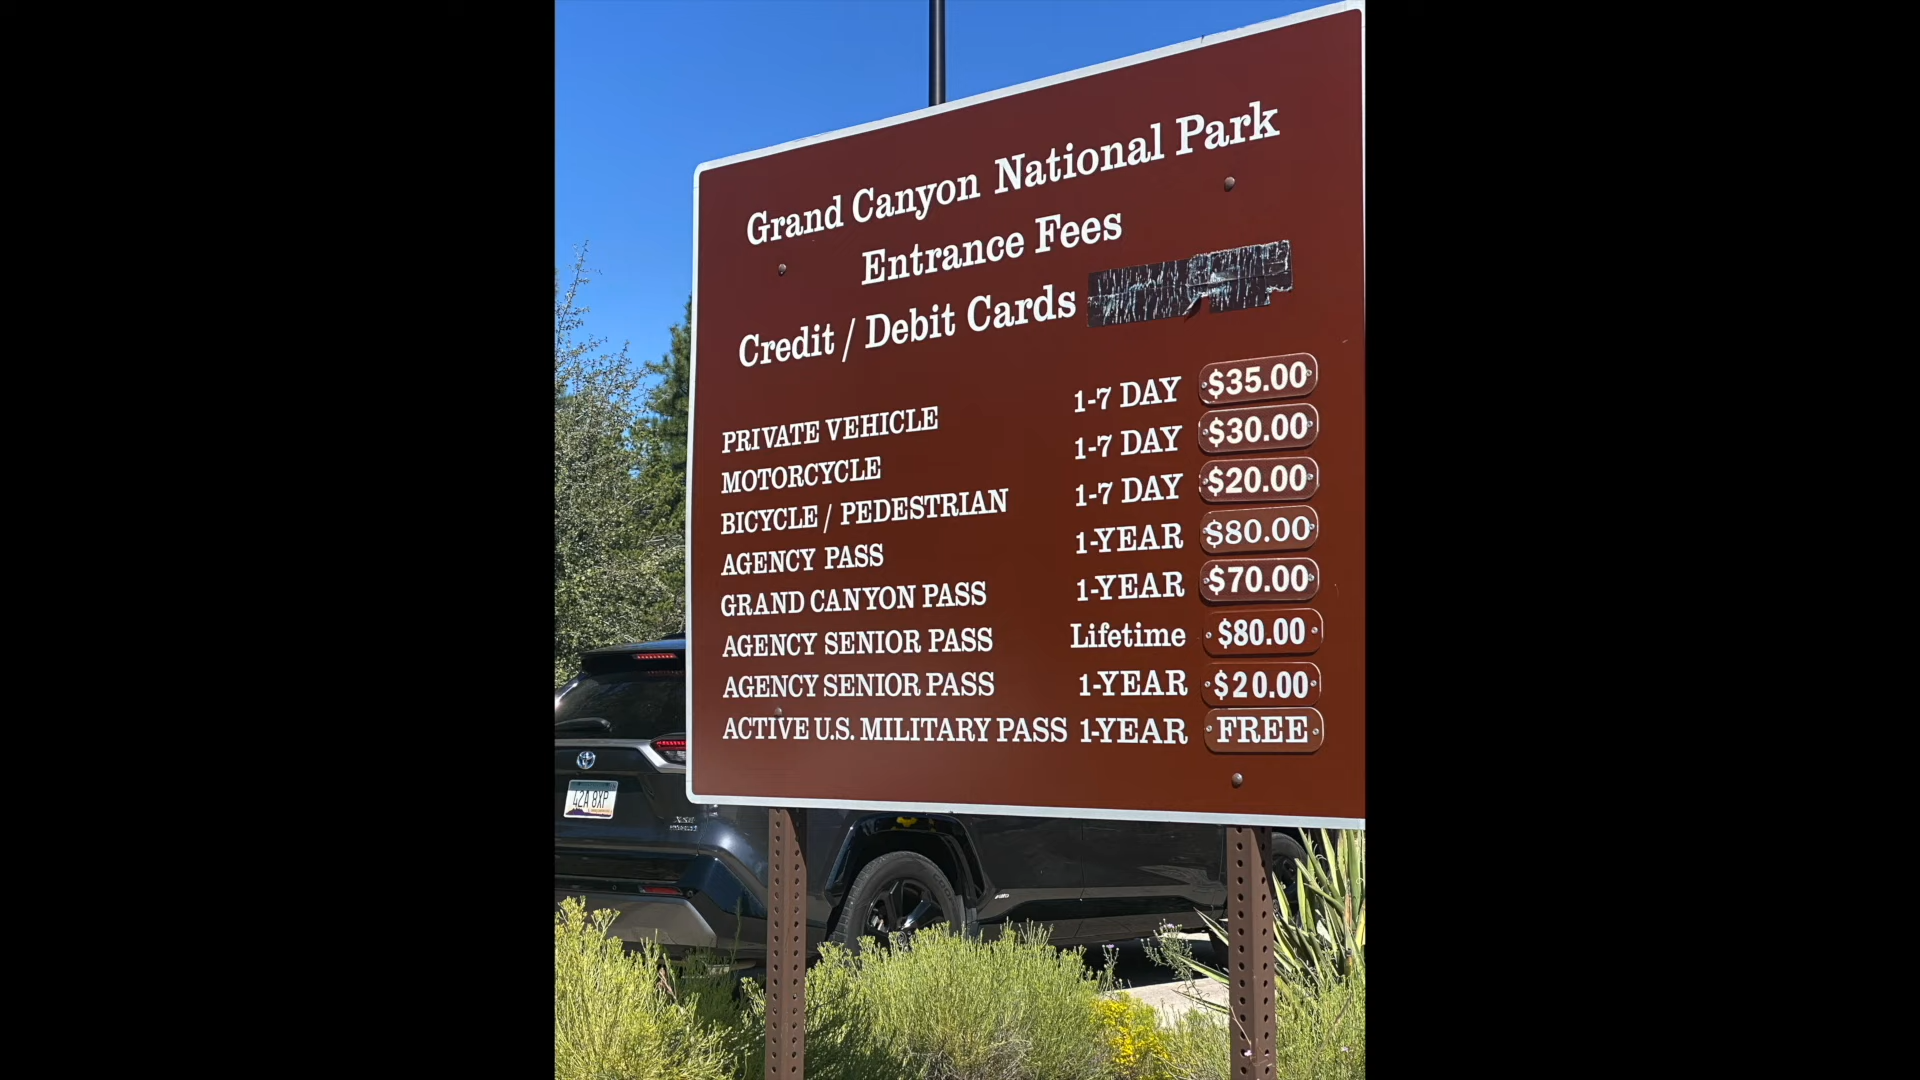 Grand Canyon National Park
Entrance Fees
Credit / Debit Cards
PRIVATE VEHICLE 1-7 DAY $35.00
MOTORCYCLE 1-7 DAY $30.00
BICYCLE / PEDESTRIAN 1-7 DAY $20.00
AGENCY PASS 1-YEAR $80.00
GRAND CANYON PASS 1-YEAR $70.00
AGENCY SENIOR PASS Lifetime $80.00
AGENCY SENIOR PASS 1-YEAR $20.00
ACTIVE U.S. MILITARY PASS 1-YEAR FREE
42A 8XP